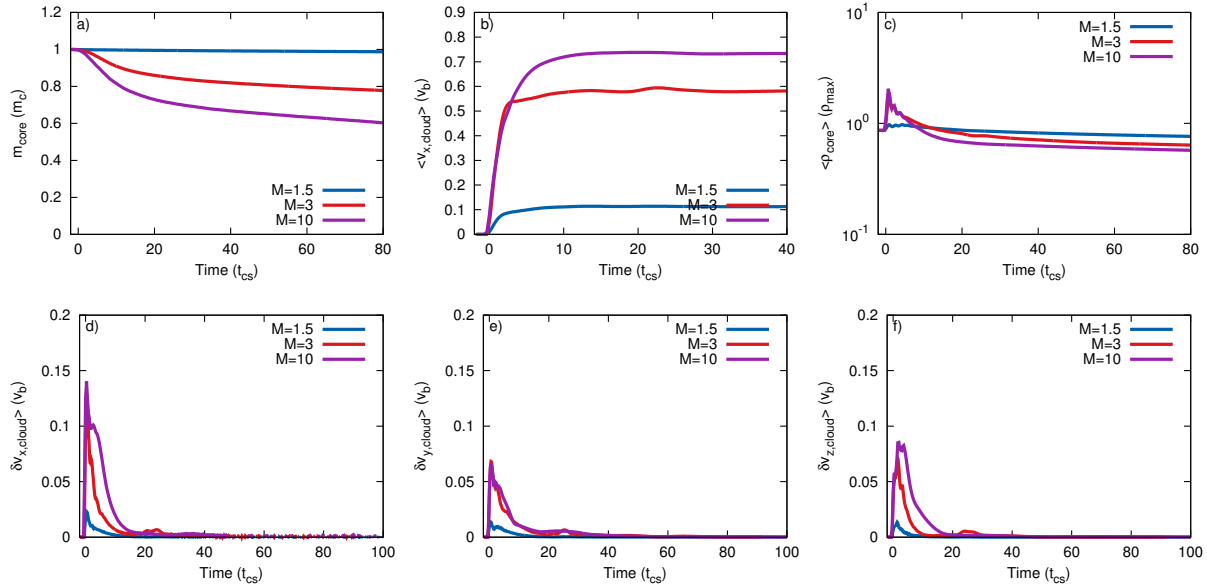 a)
m_core (m_c)
1.2
1
0.8
0.6
0.4
0.2
0
M=1.5
M=3
M=10
0 20 40 60 80
Time (t_cs)
b)
<v_x,cloud> (v_b)
0.9
0.8
0.7
0.6
0.5
0.4
0.3
0.2
0.1
0
M=1.5
M=3
M=10
0 10 20 30 40
Time (t_cs)
c)
<ρ_core> (ρ_max)
10^1
10^0
10^-1
M=1.5
M=3
M=10
0 20 40 60 80
Time (t_cs)
d)
δv_x,cloud> (v_b)
0.2
0.15
0.1
0.05
0
M=1.5
M=3
M=10
0 20 40 60 80 100
Time (t_cs)
e)
δv_y,cloud> (v_b)
0.2
0.15
0.1
0.05
0
M=1.5
M=3
M=10
0 20 40 60 80 100
Time (t_cs)
f)
δv_z,cloud> (v_b)
0.2
0.15
0.1
0.05
0
M=1.5
M=3
M=10
0 20 40 60 80 100
Time (t_cs)